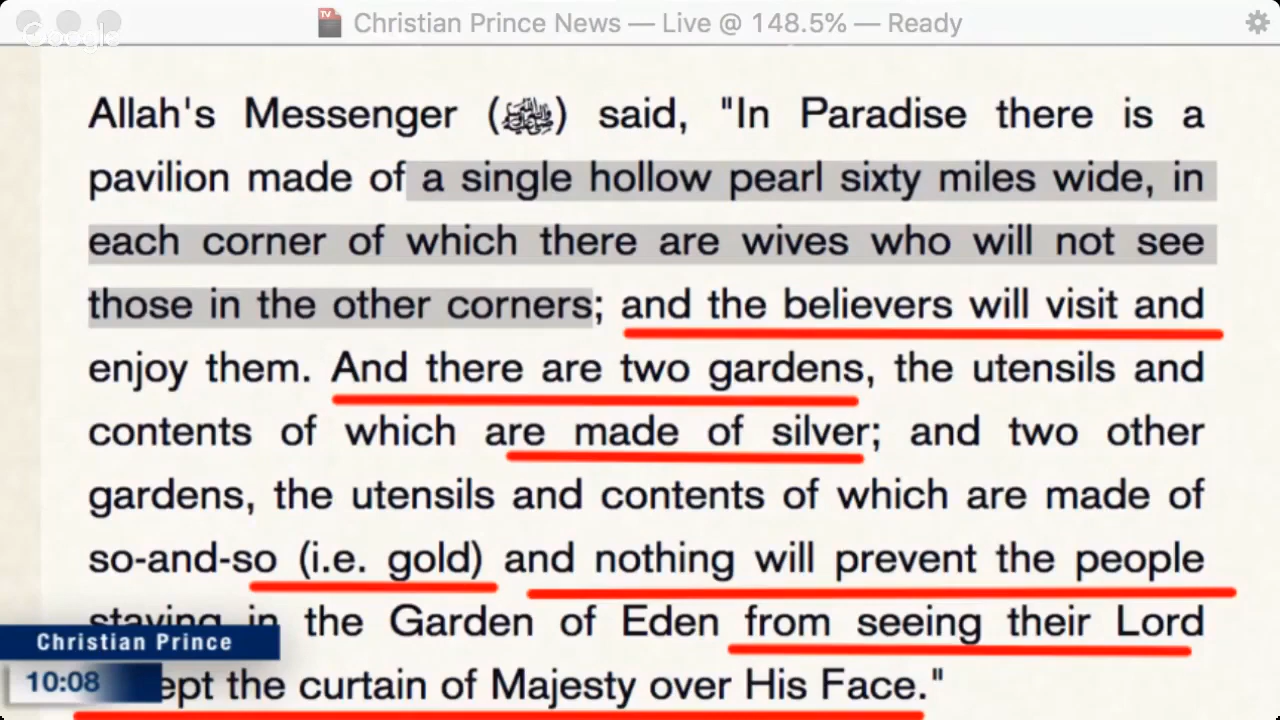 Christian Prince News — Live @ 148.5% — Ready
Google
Allah's Messenger (ﷺ) said, "In Paradise there is a
pavilion made of a single hollow pearl sixty miles wide, in
each corner of which there are wives who will not see
those in the other corners; and the believers will visit and
enjoy them. And there are two gardens, the utensils and
contents of which are made of silver; and two other
gardens, the utensils and contents of which are made of
so-and-so (i.e. gold) and nothing will prevent the people
staying in the Garden of Eden from seeing their Lord
Christian Prince
10:08 ept the curtain of Majesty over His Face."